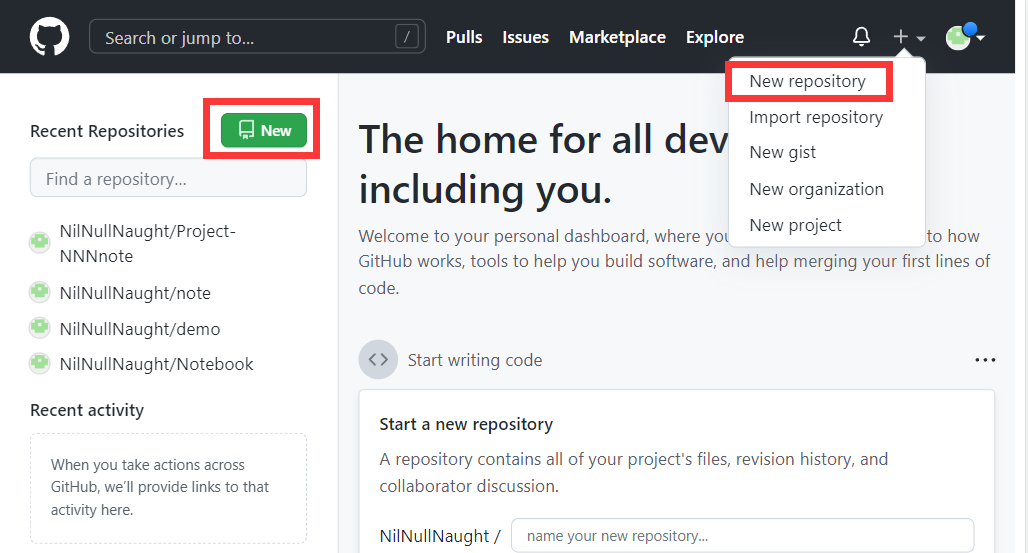 Search or jump to... /
Pulls Issues Marketplace Explore
New repository
Import repository
New gist
New organization
New project
Recent Repositories
New
Find a repository...
NilNullNaught/Project-
NNNnote
NilNullNaught/note
NilNullNaught/demo
NilNullNaught/Notebook
Recent activity
When you take actions across
GitHub, we'll provide links to that
activity here.
The home for all dev
including you.
Welcome to your personal dashboard, where you to how
GitHub works, tools to help you build software, and help merging your first lines of
code.
Start writing code
Start a new repository
A repository contains all of your project's files, revision history, and
collaborator discussion.
NilNullNaught / name your new repository...